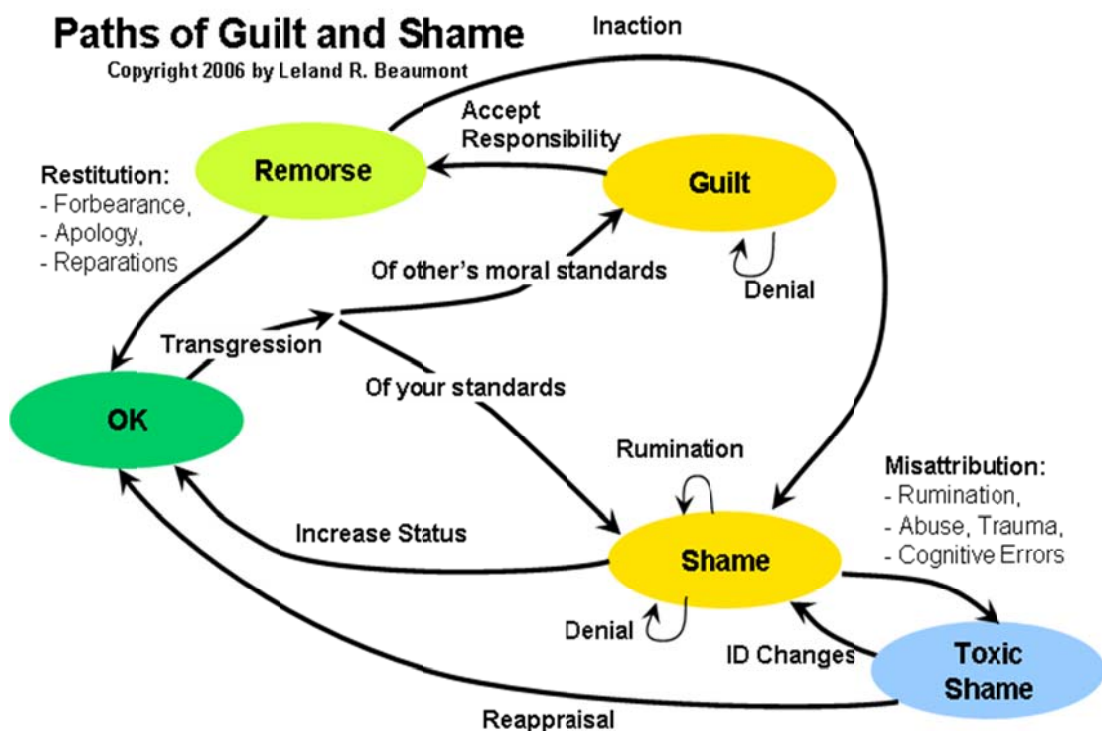 Paths of Guilt and Shame
Copyright 2006 by Leland R. Beaumont
Inaction
Accept
Responsibility
Remorse
Guilt
Restitution:
- Forbearance,
- Apology,
- Reparations
Of other's moral standards
Denial
Transgression
Of your standards
OK
Rumination
Misattribution:
- Rumination,
- Abuse, Trauma,
- Cognitive Errors
Increase Status
Shame
Denial
ID Changes
Toxic
Shame
Reappraisal